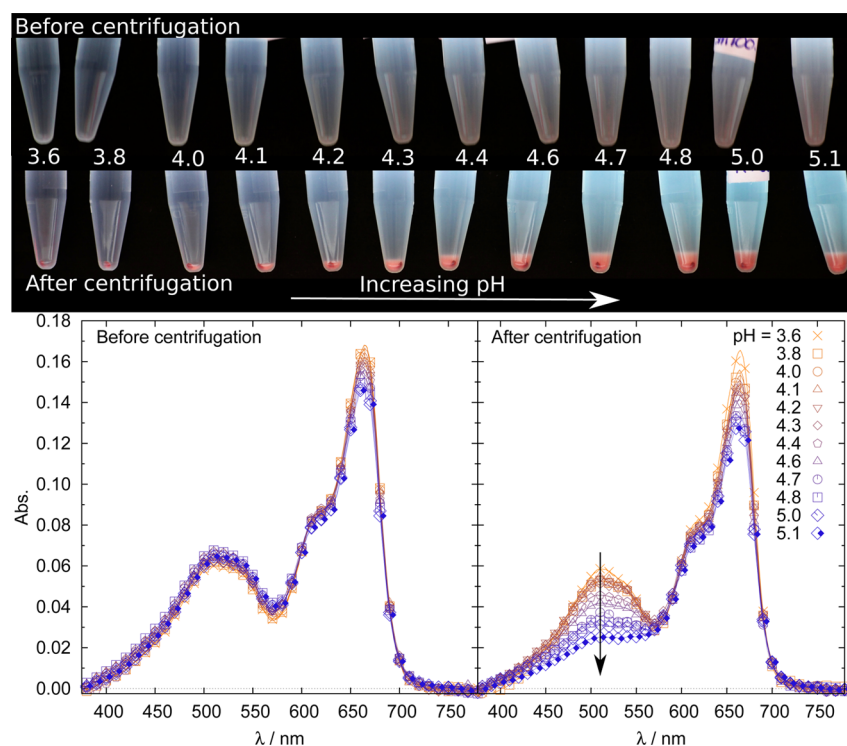 Before centrifugation
3.6 3.8 4.0 4.1 4.2 4.3 4.4 4.6 4.7 4.8 5.0 5.1
After centrifugation
Increasing pH
Before centrifugation
After centrifugation
pH = 3.6
3.8
4.0
4.1
4.2
4.3
4.4
4.6
4.7
4.8
5.0
5.1
Abs.
0.18
0.16
0.14
0.12
0.10
0.08
0.06
0.04
0.02
0.00
400 450 500 550 600 650 700 750
400 450 500 550 600 650 700 750
λ / nm
λ / nm